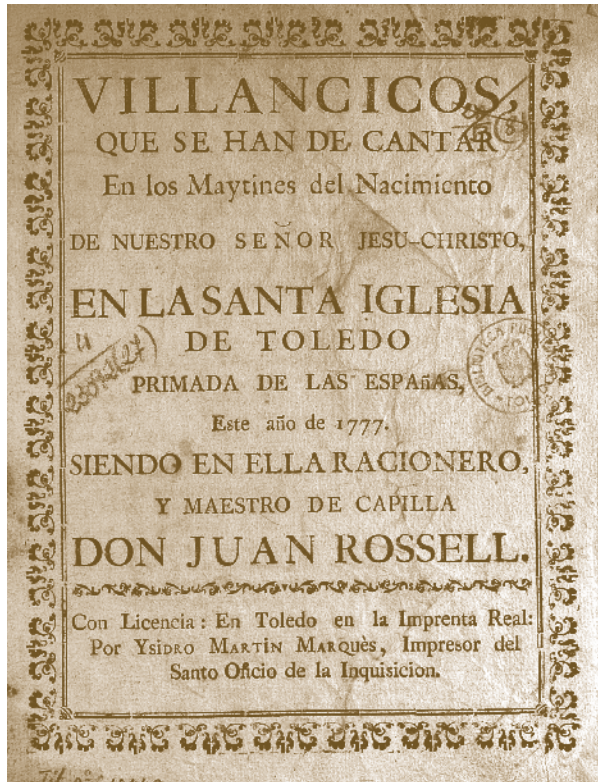 VILLANCICOS,
QUE SE HAN DE CANTAR
En los Maytines del Nacimiento
DE NUESTRO SEÑOR JESU-CHRISTO,
EN LA SANTA IGLESIA
DE TOLEDO
PRIMADA DE LAS ESPAñAS,
Este año de 1777.
SIENDO EN ELLA RACIONERO,
Y MAESTRO DE CAPILLA
DON JUAN ROSSELL.
Con Licencia: En Toledo en la Imprenta Real:
Por YSIDRO MARTIN MARQUès, Impresor del
Santo Oficio de la Inquisicion.